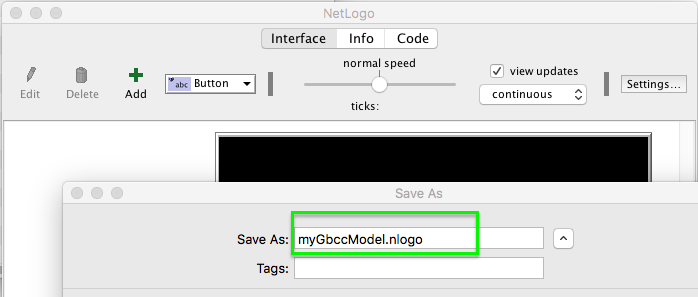 NetLogo
Interface Info Code
normal speed
Edit Delete Add abc Button view updates
continuous Settings...
ticks:
Save As
Save As: myGbccModel.nlogo
Tags: